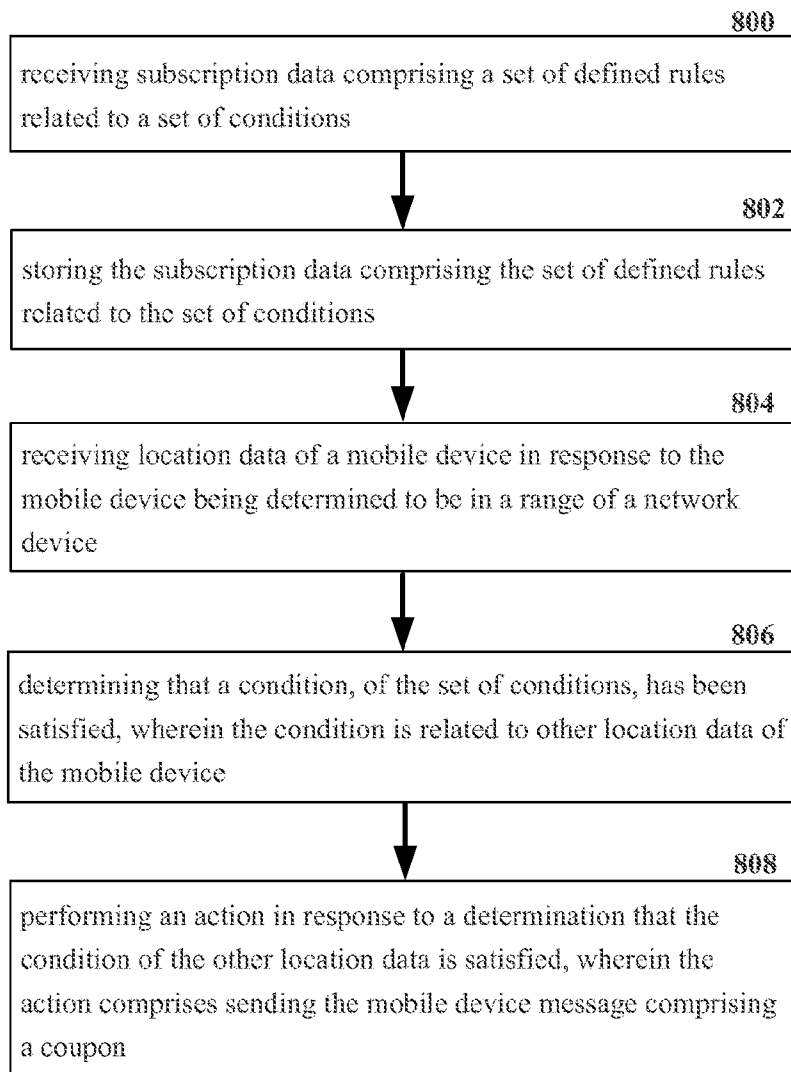 800
receiving subscription data comprising a set of defined rules
related to a set of conditions
802
storing the subscription data comprising the set of defined rules
related to the set of conditions
804
receiving location data of a mobile device in response to the
mobile device being determined to be in a range of a network
device
806
determining that a condition, of the set of conditions, has been
satisfied, wherein the condition is related to other location data of
the mobile device
808
performing an action in response to a determination that the
condition of the other location data is satisfied, wherein the
action comprises sending the mobile device message comprising
a coupon